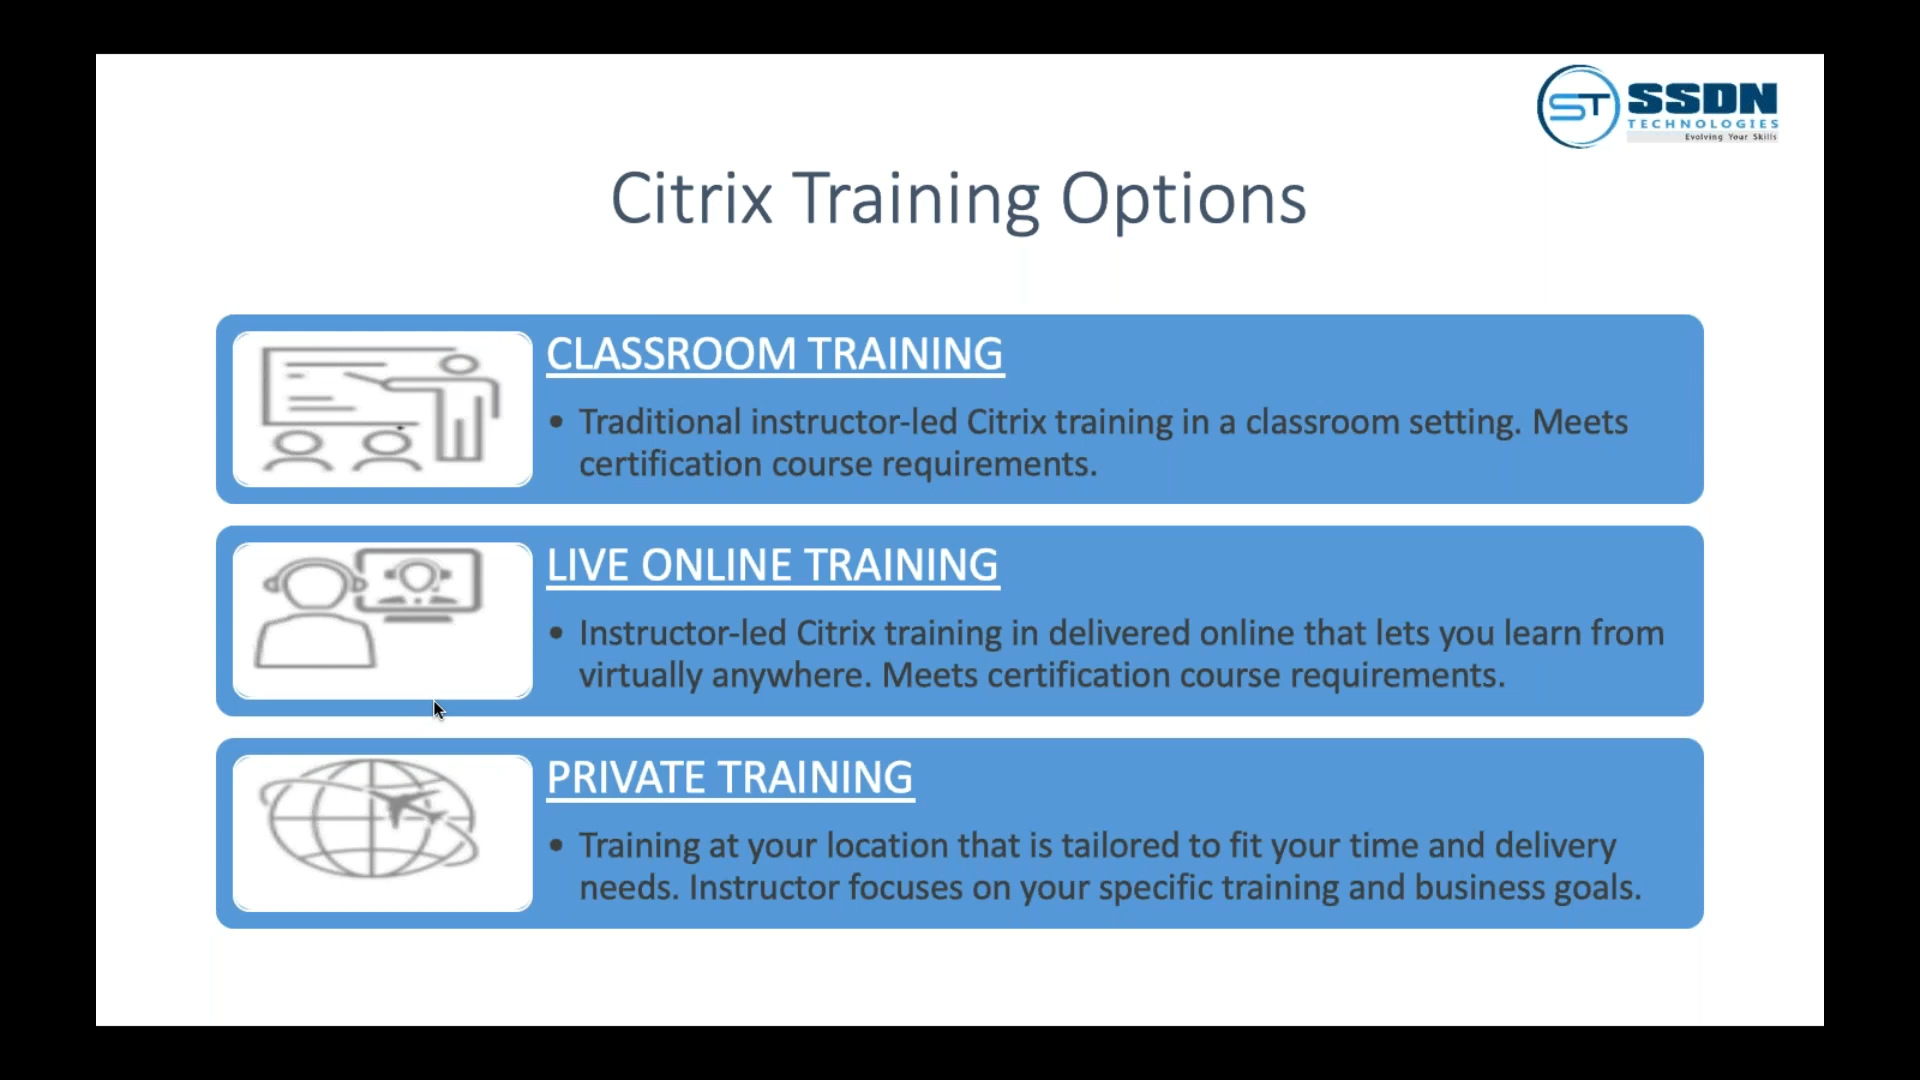 ST SSDN
TECHNOLOGIES
Evolving Your Skills
Citrix Training Options
CLASSROOM TRAINING
• Traditional instructor-led Citrix training in a classroom setting. Meets
certification course requirements.
LIVE ONLINE TRAINING
• Instructor-led Citrix training in delivered online that lets you learn from
virtually anywhere. Meets certification course requirements.
PRIVATE TRAINING
• Training at your location that is tailored to fit your time and delivery
needs. Instructor focuses on your specific training and business goals.